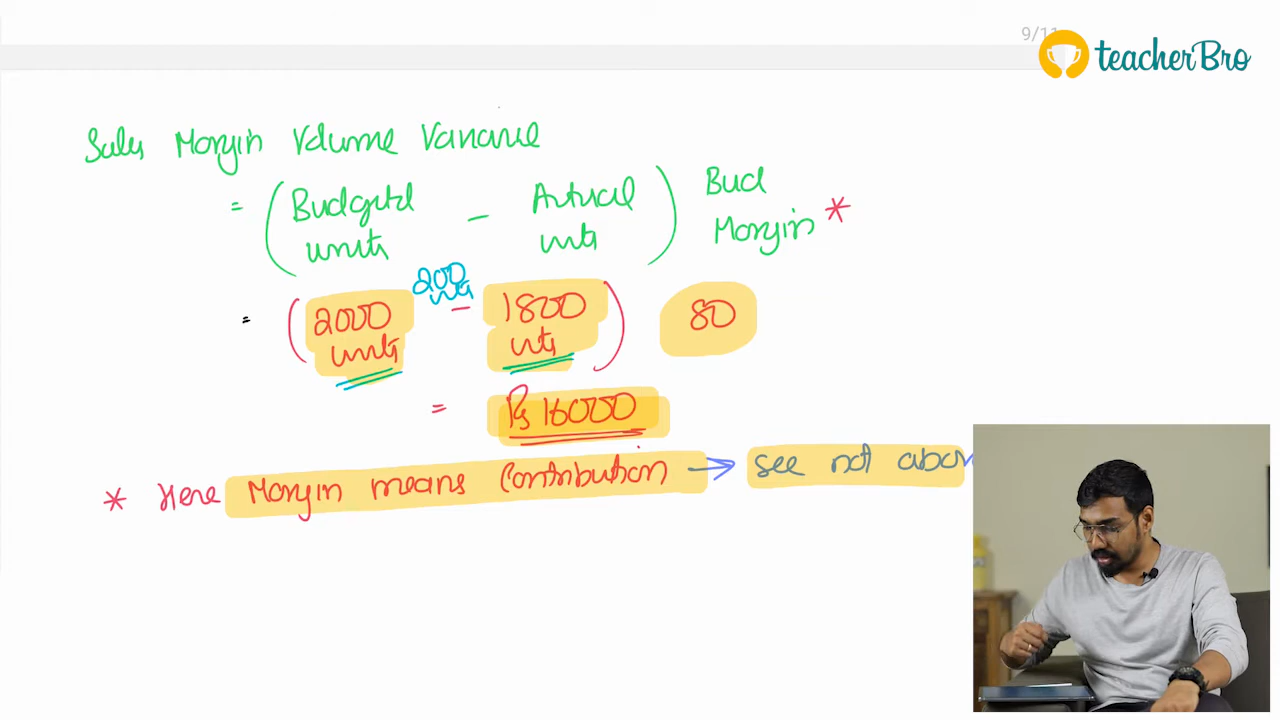 9/11
teacherBro
Sales Margin Volume Variance
= ( Budgeted units - Actual units ) Bud Margin *
200 units
= ( 2000 units - 1800 units ) 80
= Rs 16000
* Here Margin means Contribution → see not abov